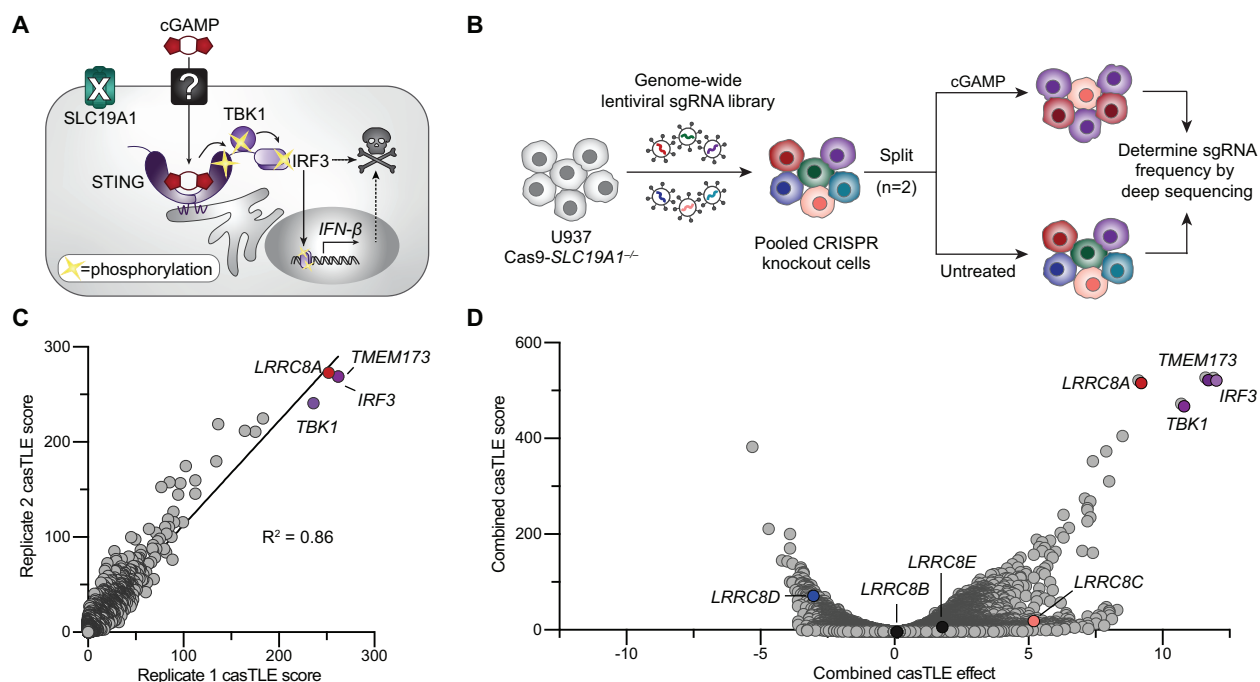 A
cGAMP
X
?
SLC19A1
TBK1
IRF3
STING
IFN-β
=phosphorylation
B
Genome-wide
lentiviral sgRNA library
U937
Cas9-SLC19A1⁻/⁻
Pooled CRISPR
knockout cells
Split
(n=2)
cGAMP
Untreated
Determine sgRNA
frequency by
deep sequencing
C
Replicate 2 casTLE score
300
200
100
0
LRRC8A
TMEM173
IRF3
TBK1
R² = 0.86
0
100
200
300
Replicate 1 casTLE score
D
Combined casTLE score
600
400
200
0
TMEM173
LRRC8A
IRF3
TBK1
LRRC8E
LRRC8B
LRRC8C
LRRC8D
-10
-5
0
5
10
Combined casTLE effect